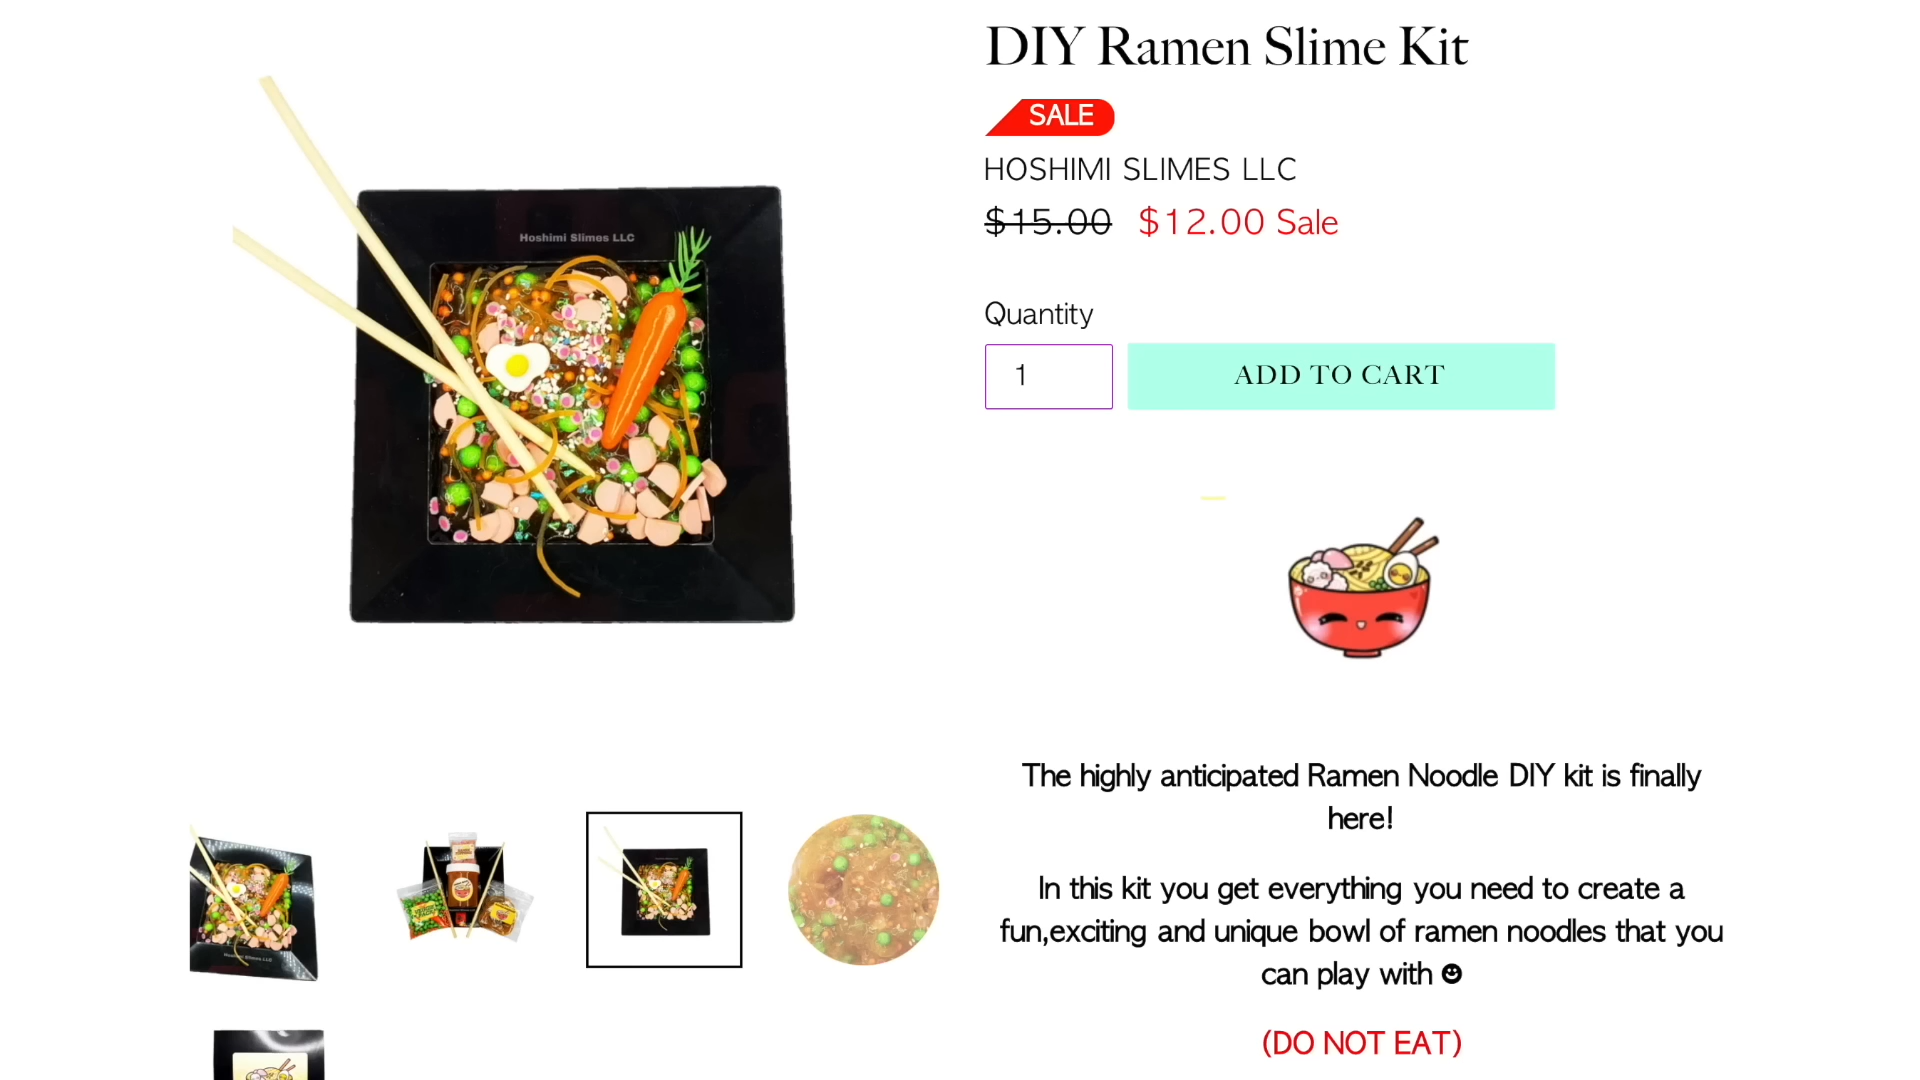 DIY Ramen Slime Kit
SALE
HOSHIMI SLIMES LLC
$15.00 $12.00 Sale
Quantity
1 ADD TO CART
Hoshimi Slimes LLC
The highly anticipated Ramen Noodle DIY kit is finally
here!
In this kit you get everything you need to create a
fun,exciting and unique bowl of ramen noodles that you
can play with ☻
(DO NOT EAT)
Hoshimi Slimes LLC